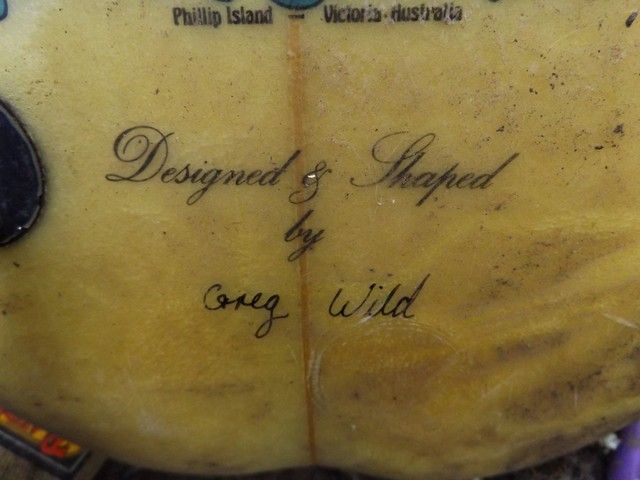 Phillip Island — Victoria · Australia
Designed & Shaped
by
Greg Wild